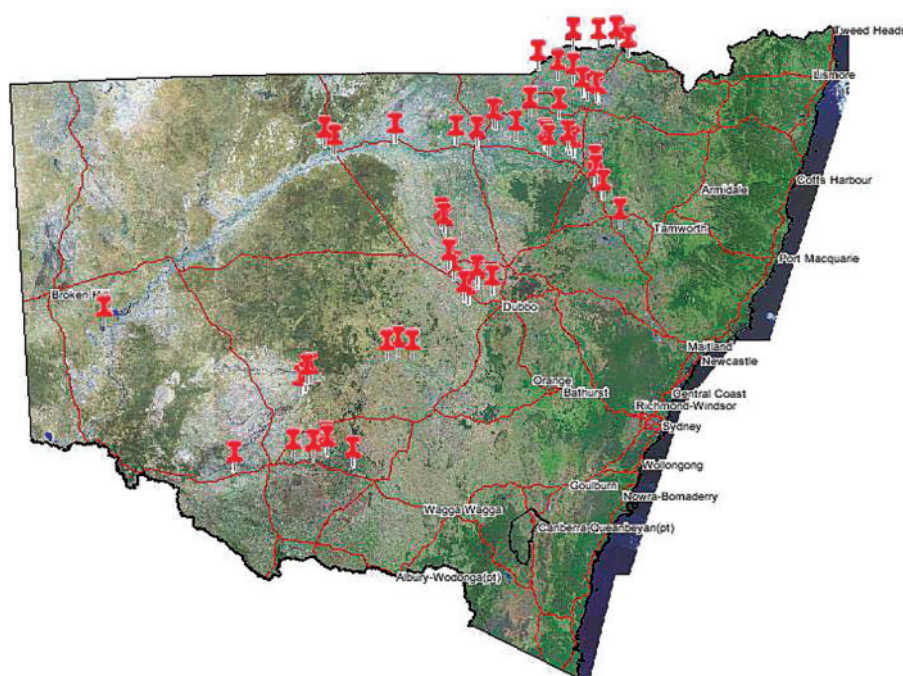 Tweed Heads
Lismore
Coffs Harbour
Armidale
Tamworth
Port Macquarie
Broken Hill
Dubbo
Maitland
Newcastle
Orange
Bathurst
Central Coast
Richmond-Windsor
Sydney
Wollongong
Goulburn
Nowra-Bomaderry
Wagga Wagga
Canberra-Queanbeyan(pt)
Albury-Wodonga(pt)